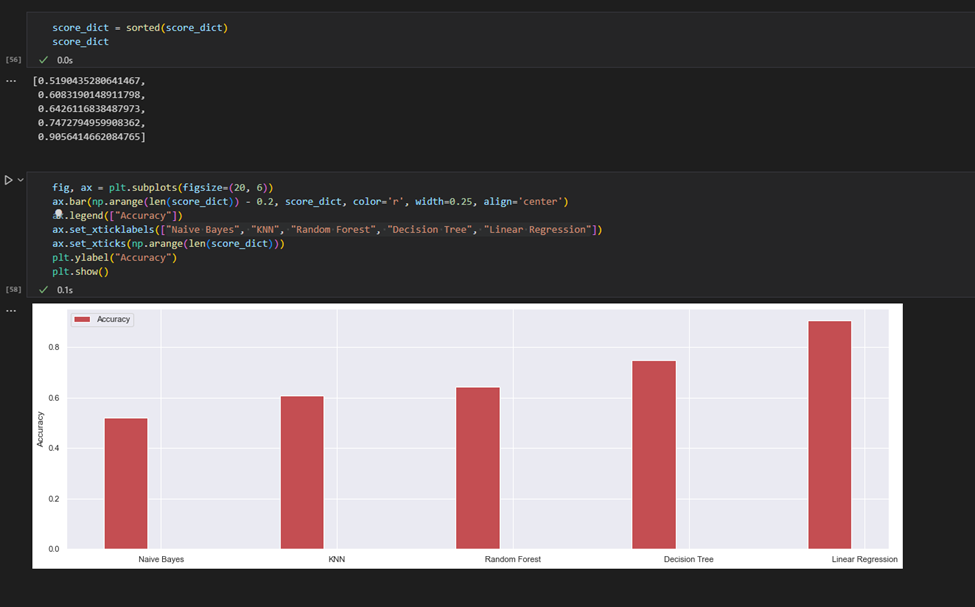 score_dict = sorted(score_dict)
score_dict
[56]
0.0s
[0.5190435280641467,
0.6083190148911798,
0.6426116838487973,
0.7472794959908362,
0.9056414662084765]
fig, ax = plt.subplots(figsize=(20, 6))
ax.bar(np.arange(len(score_dict)) - 0.2, score_dict, color='r', width=0.25, align='center')
.legend(["Accuracy"])
ax.set_xticklabels(["Naive Bayes", "KNN", "Random Forest", "Decision Tree", "Linear Regression"])
ax.set_xticks(np.arange(len(score_dict)))
plt.ylabel("Accuracy")
plt.show()
[58]
0.1s
Accuracy
0.8
0.6
0.4
0.2
0.0
Accuracy
Naive Bayes KNN Random Forest Decision Tree Linear Regression